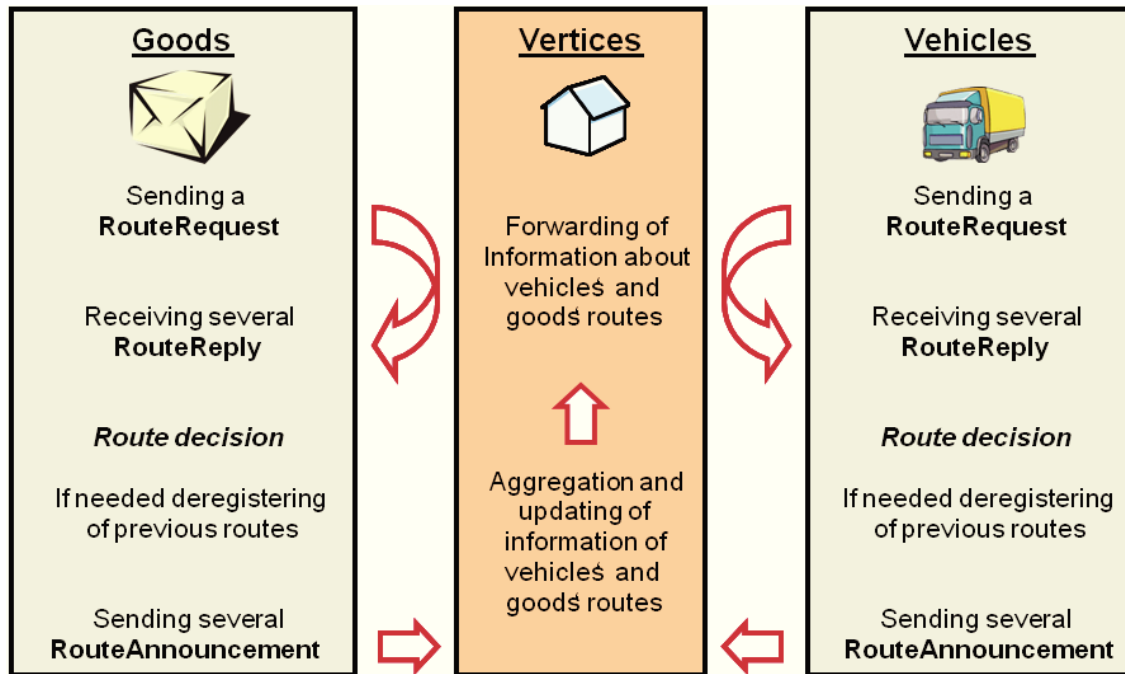 Goods
Sending a
RouteRequest
Receiving several
RouteReply
Route decision
If needed deregistering
of previous routes
Sending several
RouteAnnouncement
Vertices
Forwarding of
Information about
vehicles' and
goods' routes
Aggregation and
updating of
information of
vehicles' and
goods' routes
Vehicles
Sending a
RouteRequest
Receiving several
RouteReply
Route decision
If needed deregistering
of previous routes
Sending several
RouteAnnouncement